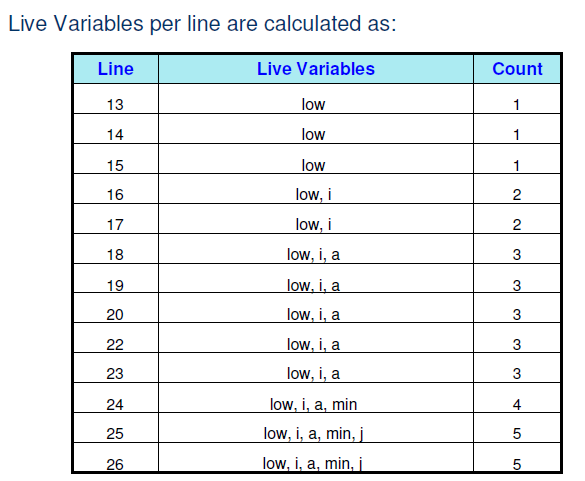 Live Variables per line are calculated as:
Line Live Variables Count
13 low 1
14 low 1
15 low 1
16 low, i 2
17 low, i 2
18 low, i, a 3
19 low, i, a 3
20 low, i, a 3
22 low, i, a 3
23 low, i, a 3
24 low, i, a, min 4
25 low, i, a, min, j 5
26 low, i, a, min, j 5